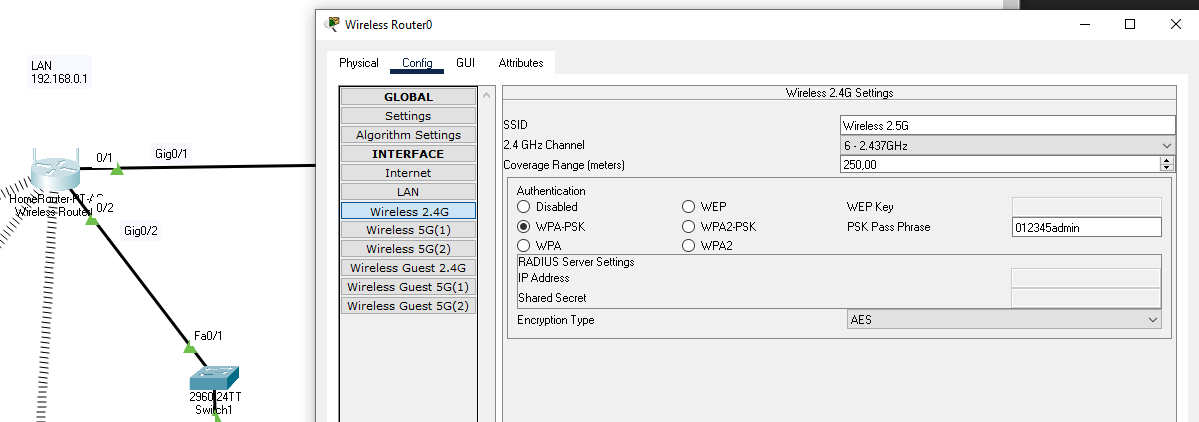 Wireless Router0
Physical Config GUI Attributes
LAN
192.168.0.1
0/1
Gig0/1
HomeRouter-PT-AC
Wireless Router0
0/2
Gig0/2
Fa0/1
2960-24TT
Switch1
GLOBAL
Settings
Algorithm Settings
INTERFACE
Internet
LAN
Wireless 2.4G
Wireless 5G(1)
Wireless 5G(2)
Wireless Guest 2.4G
Wireless Guest 5G(1)
Wireless Guest 5G(2)
Wireless 2.4G Settings
SSID Wireless 2.5G
2.4 GHz Channel 6 - 2.437GHz
Coverage Range (meters) 250,00
Authentication
Disabled WEP WEP Key
WPA-PSK WPA2-PSK PSK Pass Phrase 012345admin
WPA WPA2
RADIUS Server Settings
IP Address
Shared Secret
Encryption Type AES